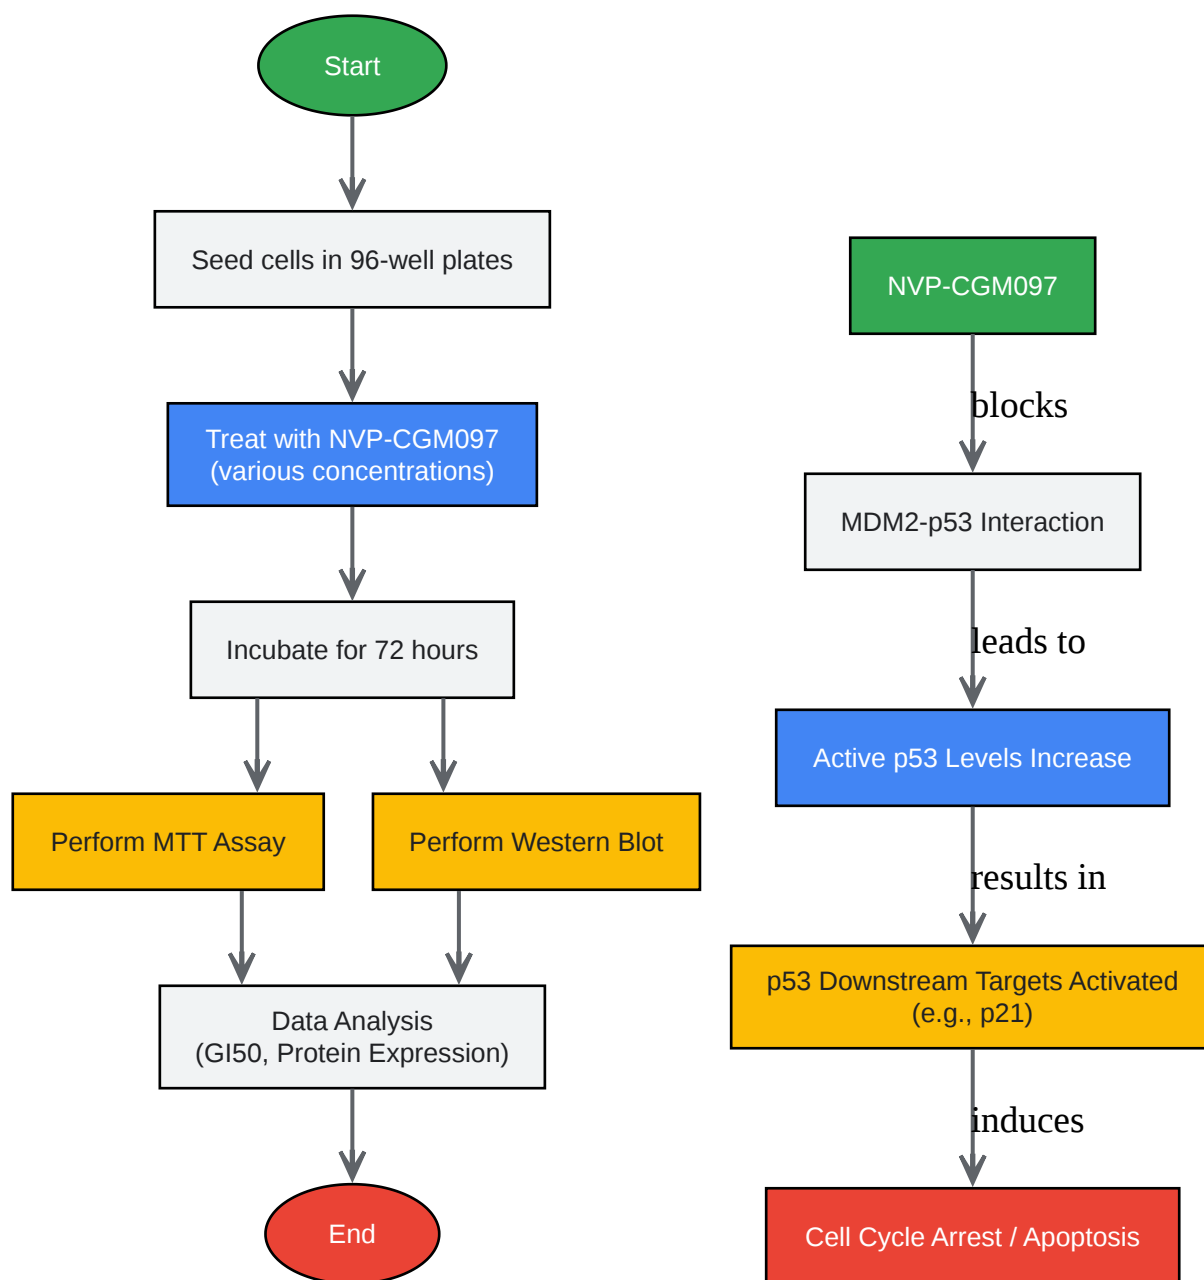 Start
Seed cells in 96-well plates
Treat with NVP-CGM097
(various concentrations)
Incubate for 72 hours
Perform MTT Assay
Perform Western Blot
Data Analysis
(GI50, Protein Expression)
End
NVP-CGM097
blocks
MDM2-p53 Interaction
leads to
Active p53 Levels Increase
results in
p53 Downstream Targets Activated
(e.g., p21)
induces
Cell Cycle Arrest / Apoptosis